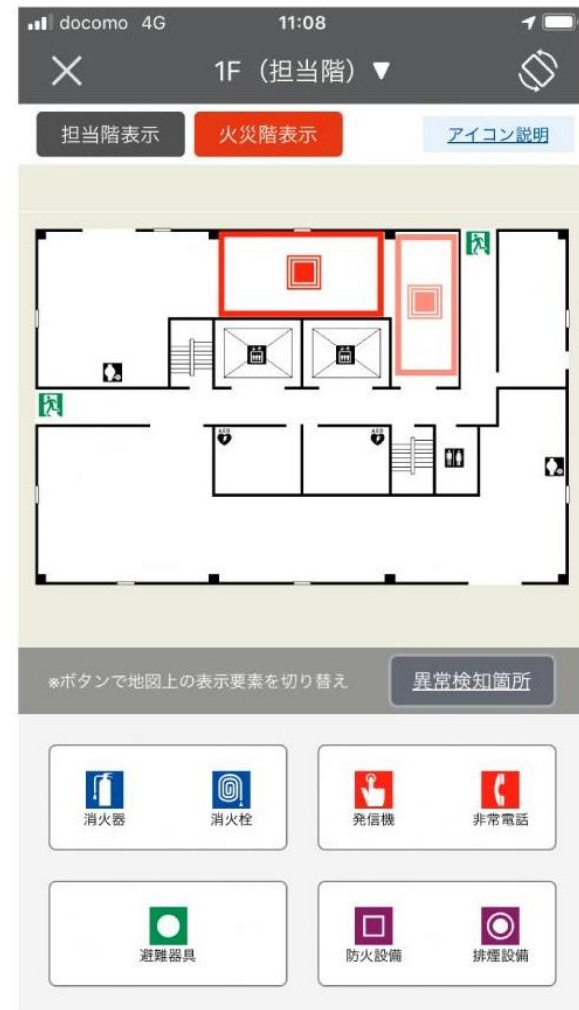 docomo 4G 11:08
1F（担当階）▼
担当階表示 火災階表示 アイコン説明
AED AED
※ボタンで地図上の表示要素を切り替え 異常検知箇所
消火器 消火栓 発信機 非常電話
避難器具 防火設備 排煙設備